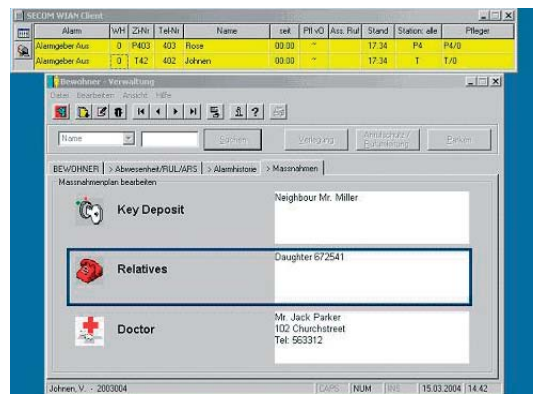 SECOM WIAN Client
Alarm WH Zi-Nr Tel-Nr Name seit Pfl vO Ass. Ruf Stand Station: alle Pfleger
Alarmgeber Aus 0 P403 403 Rose 00:00 ~ 17:34 P4 P4/0
Alarmgeber Aus 0 T42 402 Johnen 00:00 ~ 17:34 T T/0
Bewohner - Verwaltung
Datei Bearbeiten Ansicht Hilfe
Name Suchen Verlegung Parken
BEWOHNER > Abwesenheit/RUL/ARS > Alarmhistorie > Massnahmen
Massnahmenplan bearbeiten
Key Deposit
Neighbour Mr. Miller
Relatives
Daughter 672541
Doctor
Mr. Jack Parker
102 Churchstreet
Tel: 563312
Johnen, V. - 2003004 CAPS NUM INS 15.03.2004 14:42